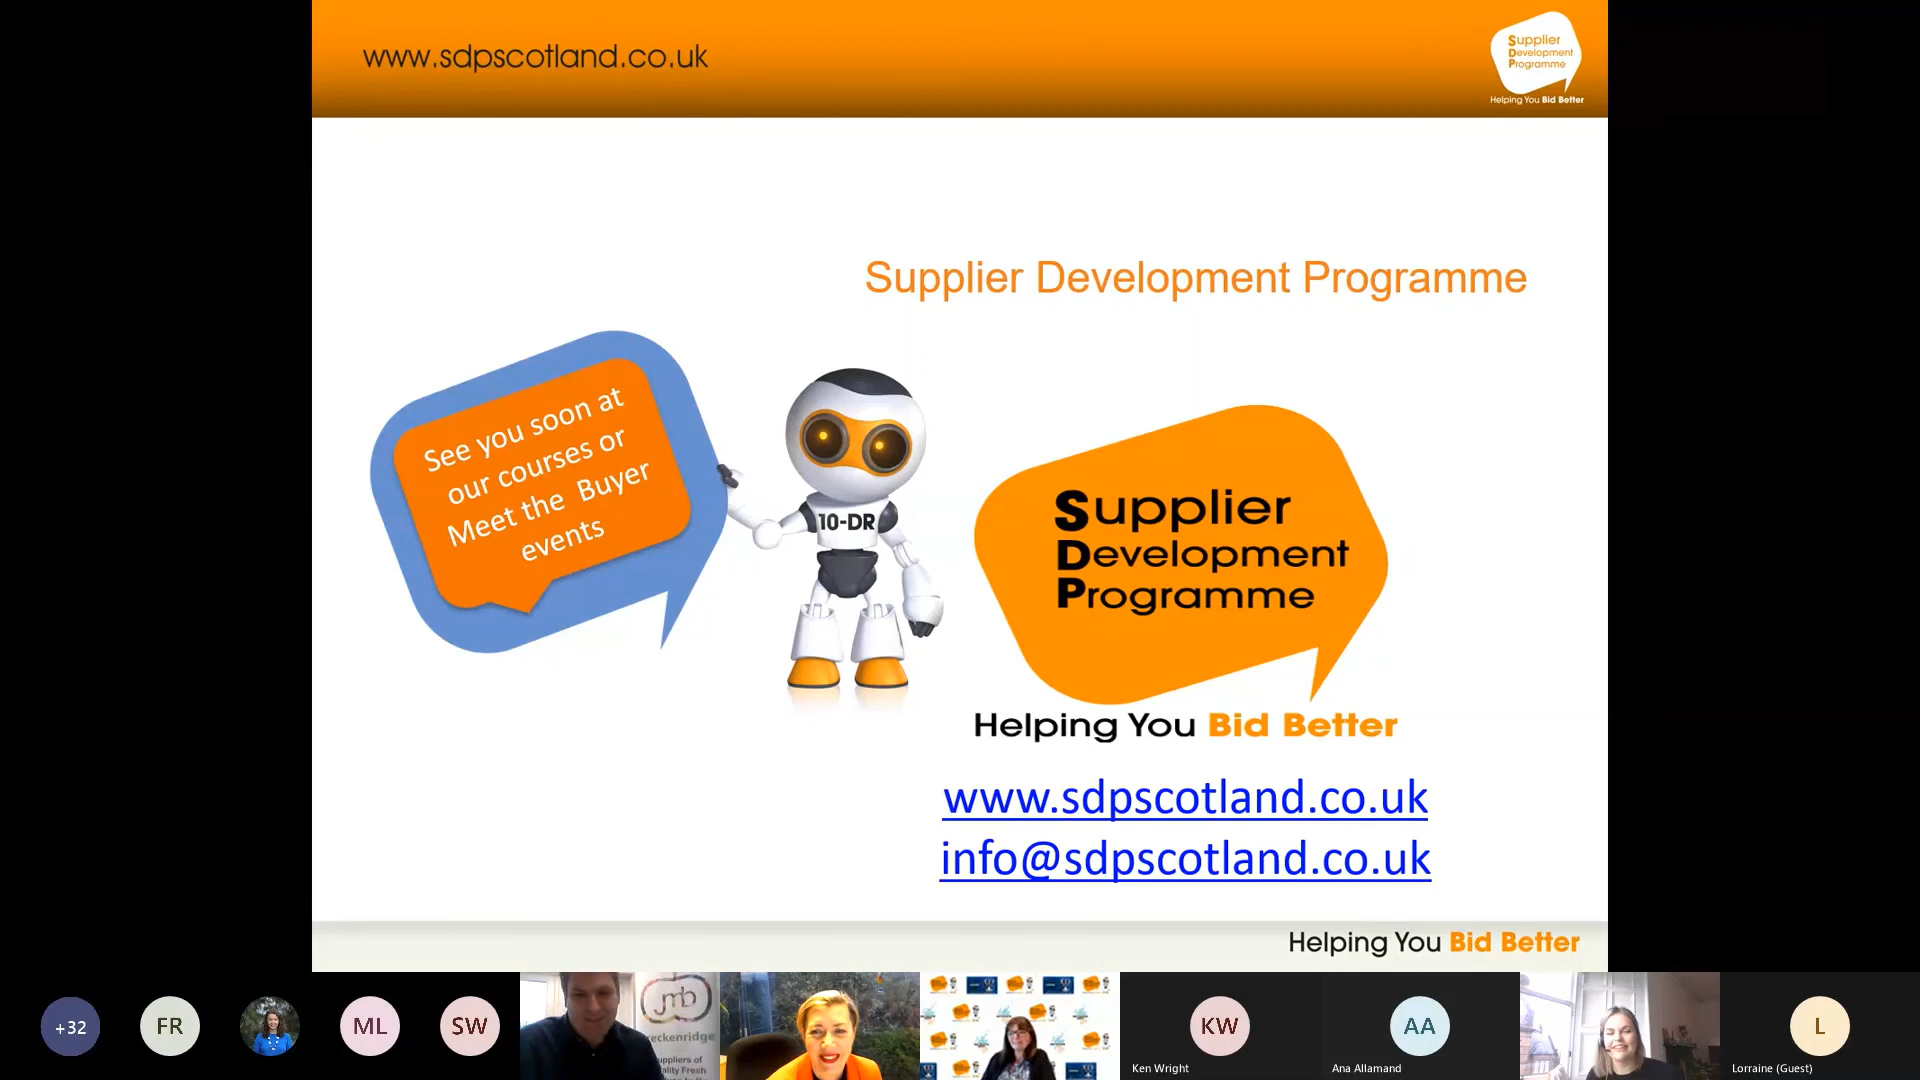 www.sdpscotland.co.uk
Supplier
Development
Programme
Helping You Bid Better
Supplier Development Programme
See you soon at
our courses or
Meet the Buyer
events
10-DR
Supplier
Development
Programme
Helping You Bid Better
www.sdpscotland.co.uk
info@sdpscotland.co.uk
Helping You Bid Better
+32
FR
ML
SW
jmb
KW
Ken Wright
AA
Ana Allamand
L
Lorraine (Guest)